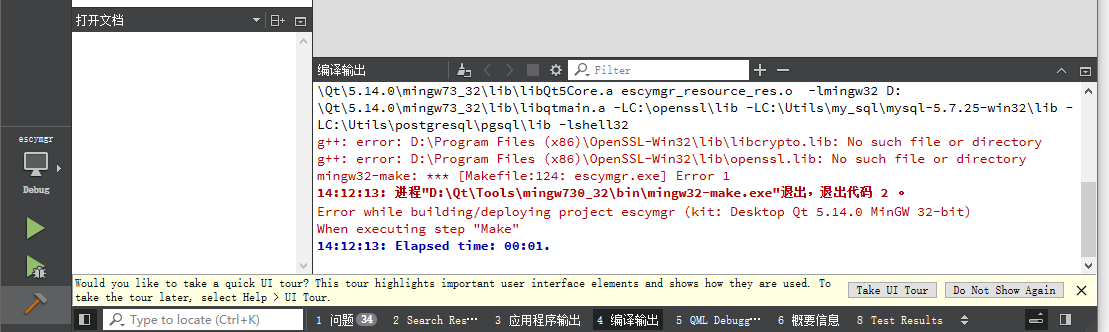 打开文档
编译输出
Filter
\Qt\5.14.0\mingw73_32\lib\libQt5Core.a escymgr_resource_res.o  -lmingw32 D:
\Qt\5.14.0\mingw73_32\lib\libqtmain.a -LC:\openssl\lib -LC:\Utils\my_sql\mysql-5.7.25-win32\lib -
LC:\Utils\postgresql\pgsql\lib -lshell32
g++: error: D:\Program Files (x86)\OpenSSL-Win32\lib\libcrypto.lib: No such file or directory
g++: error: D:\Program Files (x86)\OpenSSL-Win32\lib\openssl.lib: No such file or directory
mingw32-make: *** [Makefile:124: escymgr.exe] Error 1
14:12:13: 进程"D:\Qt\Tools\mingw730_32\bin\mingw32-make.exe"退出，退出代码 2 。
Error while building/deploying project escymgr (kit: Desktop Qt 5.14.0 MinGW 32-bit)
When executing step "Make"
14:12:13: Elapsed time: 00:01.
escymgr
Debug
Would you like to take a quick UI tour? This tour highlights important user interface elements and shows how they are used. To
take the tour later, select Help > UI Tour.
Take UI Tour
Do Not Show Again
Type to locate (Ctrl+K)
1 问题 34
2 Search Res…
3 应用程序输出
4 编译输出
5 QML Debugg…
6 概要信息
8 Test Results